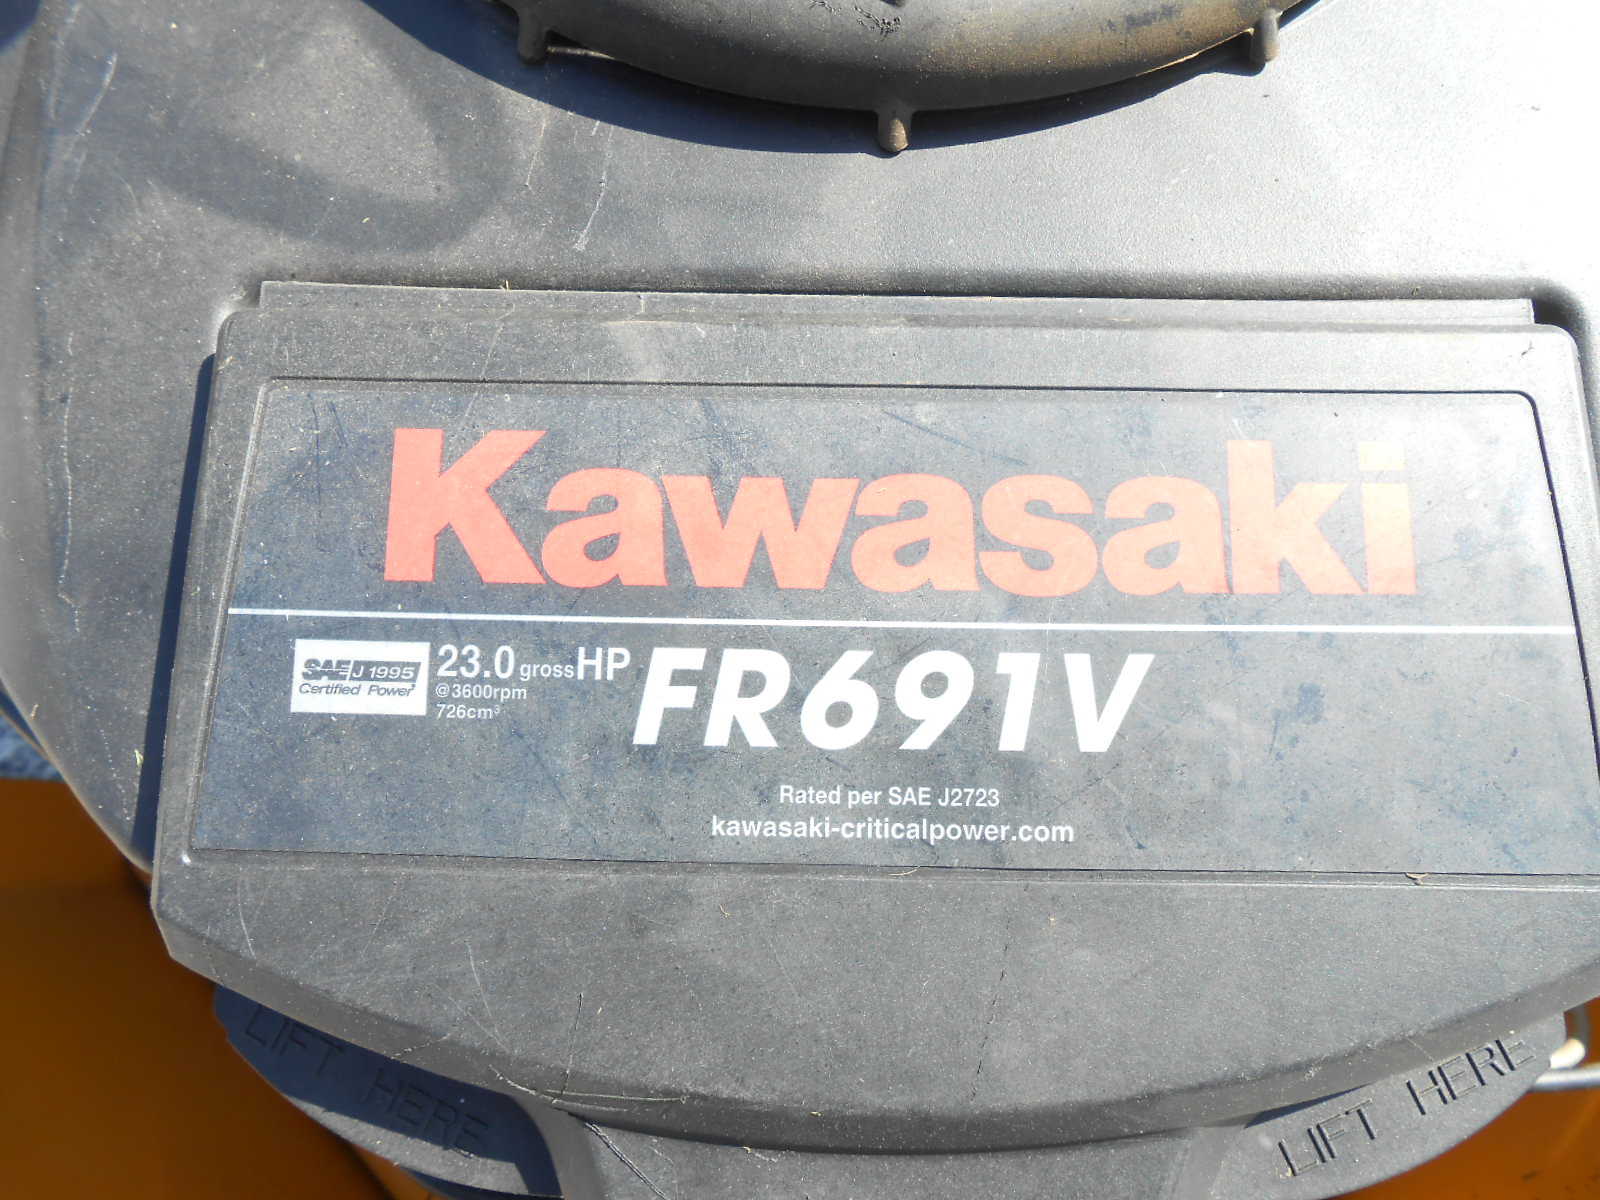 Kawasaki
SAE J1995
Certified Power
23.0 gross HP
@3600rpm
726cm³
FR691V
Rated per SAE J2723
kawasaki-criticalpower.com
LIFT HERE
LIFT HERE